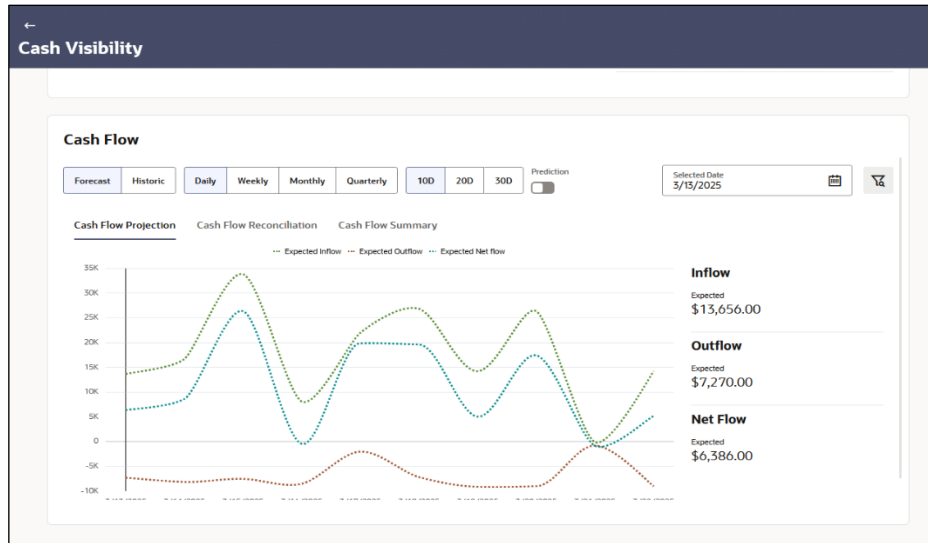 ←
Cash Visibility
Cash Flow
Forecast Historic Daily Weekly Monthly Quarterly 10D 20D 30D Prediction
Selected Date
3/13/2025
Cash Flow Projection Cash Flow Reconciliation Cash Flow Summary
Expected Inflow Expected Outflow Expected Net flow
35K
30K
25K
20K
15K
10K
5K
0
-5K
-10K
Inflow
Expected
$13,656.00
Outflow
Expected
$7,270.00
Net Flow
Expected
$6,386.00